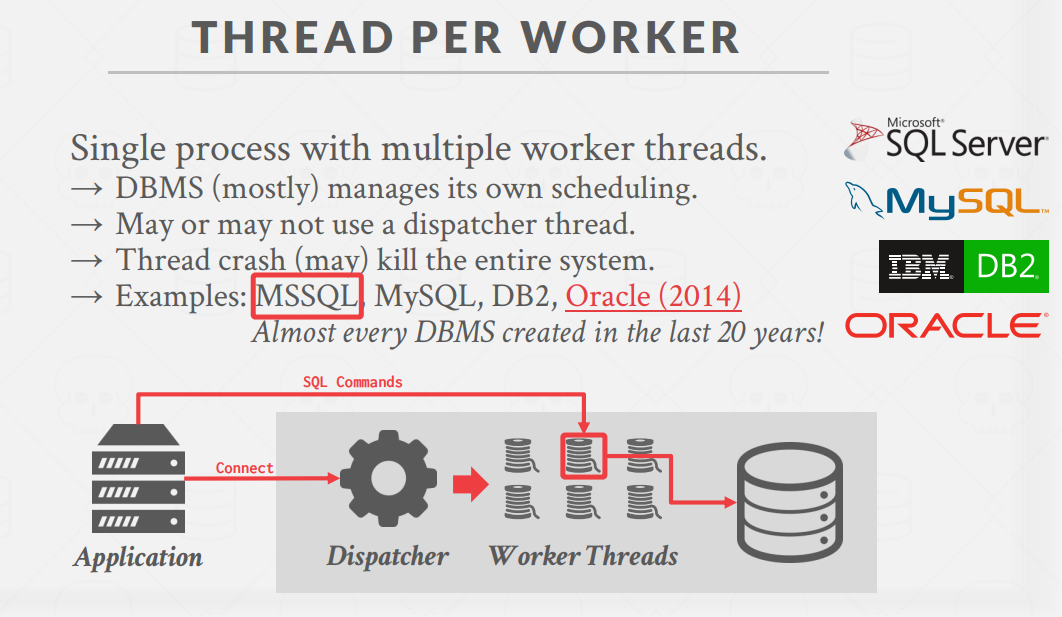 THREAD PER WORKER
Single process with multiple worker threads.
→ DBMS (mostly) manages its own scheduling.
→ May or may not use a dispatcher thread.
→ Thread crash (may) kill the entire system.
→ Examples: MSSQL, MySQL, DB2, Oracle (2014)
Almost every DBMS created in the last 20 years!
Microsoft®
SQL Server®
MySQL™
IBM® DB2®
ORACLE®
SQL Commands
Connect
Application
Dispatcher
Worker Threads